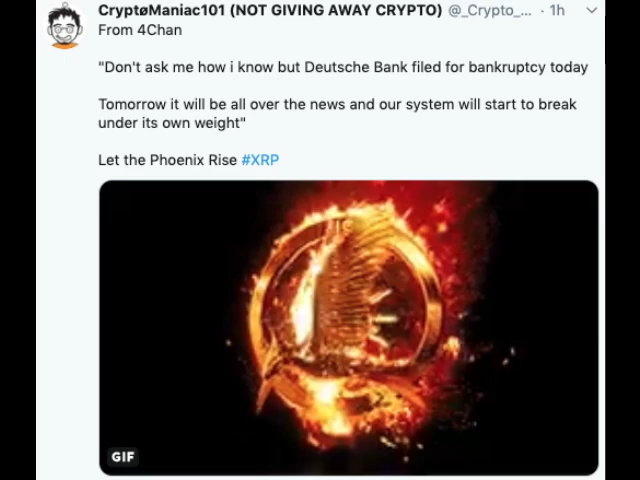 CryptøManiac101 (NOT GIVING AWAY CRYPTO) @_Crypto_... · 1h
From 4Chan
"Don't ask me how i know but Deutsche Bank filed for bankruptcy today
Tomorrow it will be all over the news and our system will start to break
under its own weight"
Let the Phoenix Rise #XRP
GIF